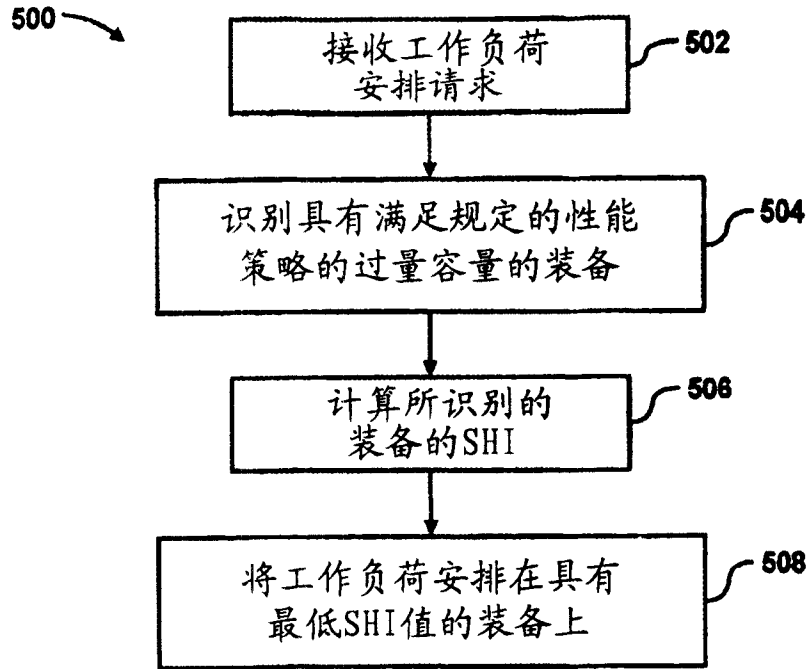 500
接收工作负荷
安排请求
502
识别具有满足规定的性能
策略的过量容量的装备
504
计算所识别的
装备的SHI
506
将工作负荷安排在具有
最低SHI值的装备上
508